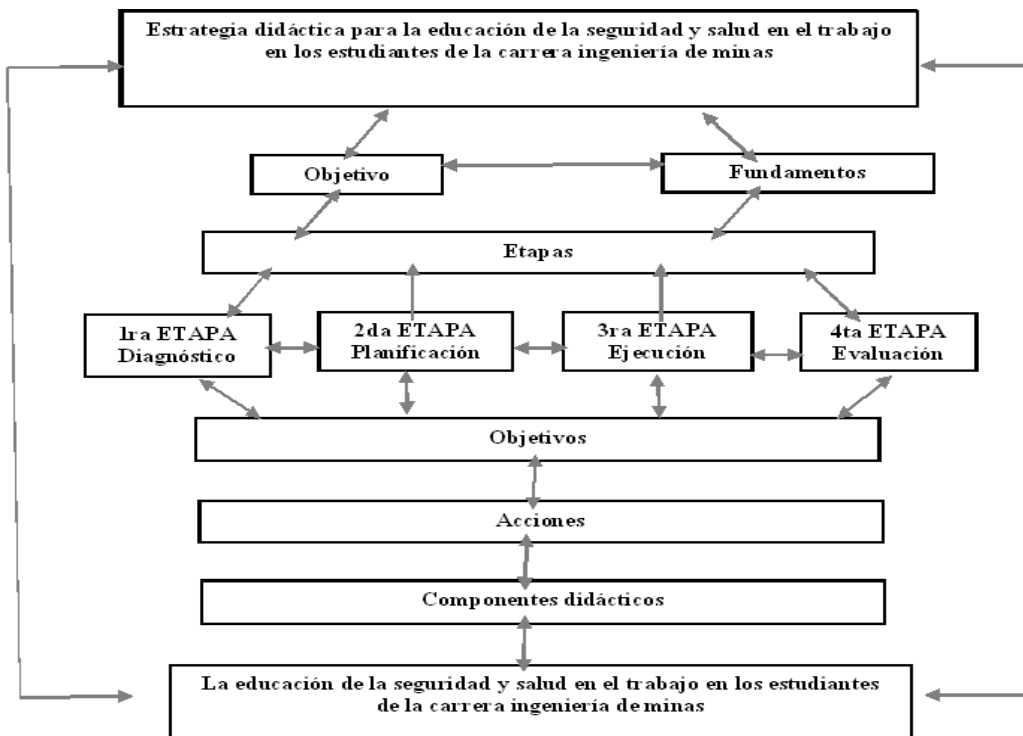 Estrategia didáctica para la educación de la seguridad y salud en el trabajo
en los estudiantes de la carrera ingeniería de minas
Objetivo
Fundamentos
Etapas
1ra ETAPA
Diagnóstico
2da ETAPA
Planificación
3ra ETAPA
Ejecución
4ta ETAPA
Evaluación
Objetivos
Acciones
Componentes didácticos
La educación de la seguridad y salud en el trabajo en los estudiantes
de la carrera ingeniería de minas